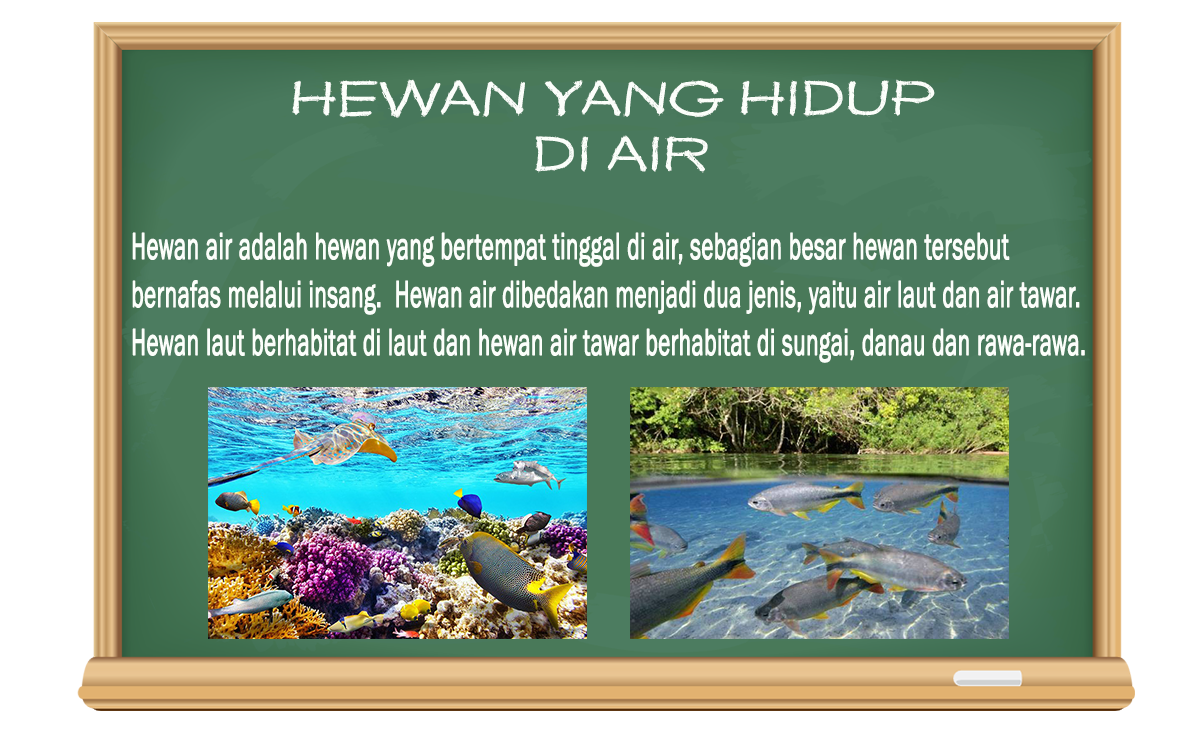 HEWAN YANG HIDUP
DI AIR
Hewan air adalah hewan yang bertempat tinggal di air, sebagian besar hewan tersebut
bernafas melalui insang.  Hewan air dibedakan menjadi dua jenis, yaitu air laut dan air tawar.
Hewan laut berhabitat di laut dan hewan air tawar berhabitat di sungai, danau dan rawa-rawa.